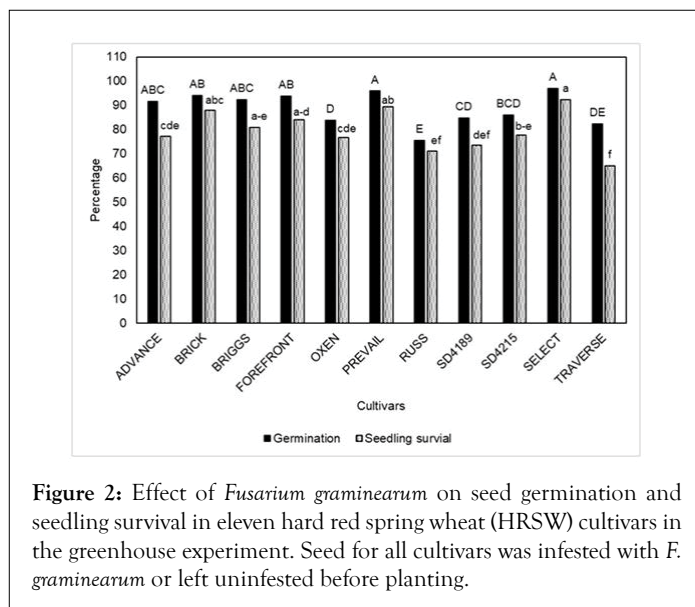 110
100
90
80
70
60
50
40
30
20
10
0
Percentage
ABC
cde
AB
abc
ABC
a-e
AB
a-d
D
cde
A
ab
E
ef
CD
def
BCD
b-e
A
a
DE
f
ADVANCE
BRICK
BRIGGS
FOREFRONT
OXEN
PREVAIL
RUSS
SD4189
SD4215
SELECT
TRAVERSE
Cultivars
Germination
Seedling survial
Figure 2: Effect of Fusarium graminearum on seed germination and
seedling survival in eleven hard red spring wheat (HRSW) cultivars in
the greenhouse experiment. Seed for all cultivars was infested with F.
graminearum or left uninfested before planting.